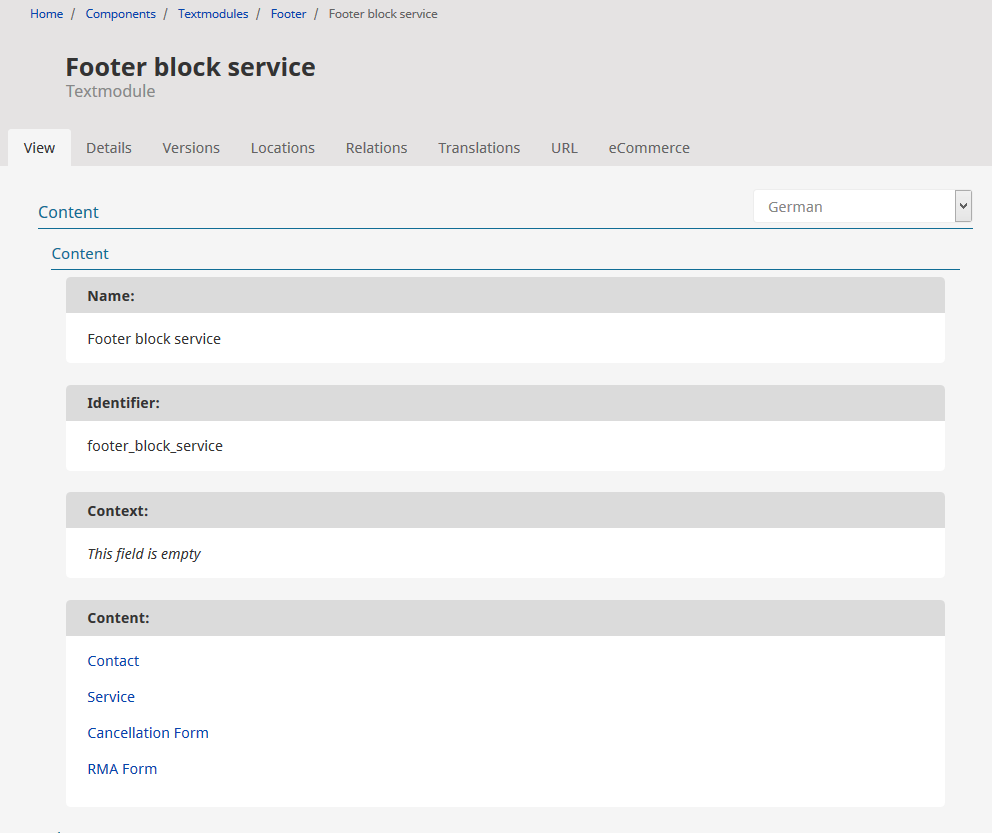 Home / Components / Textmodules / Footer / Footer block service
Footer block service
Textmodule
View Details Versions Locations Relations Translations URL eCommerce
Content German
Content
Name:
Footer block service
Identifier:
footer_block_service
Context:
This field is empty
Content:
Contact
Service
Cancellation Form
RMA Form